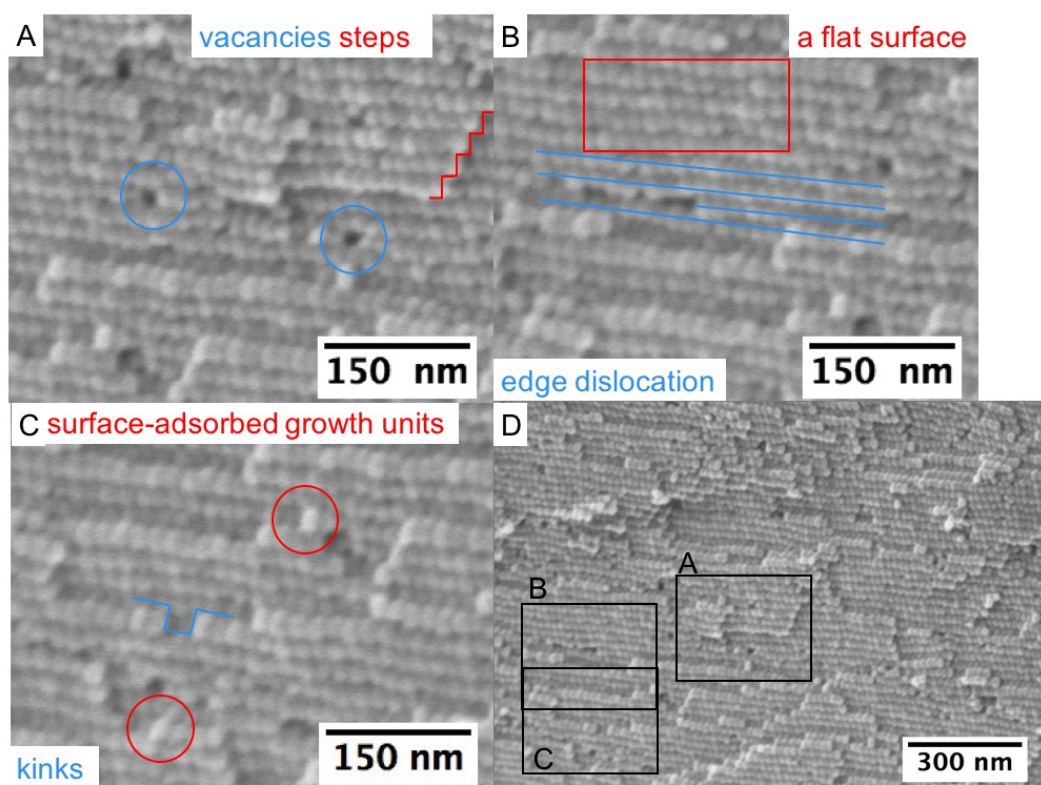 A
vacancies steps
150 nm
B
a flat surface
150 nm
edge dislocation
C surface-adsorbed growth units
150 nm
kinks
D
A
B
C
300 nm